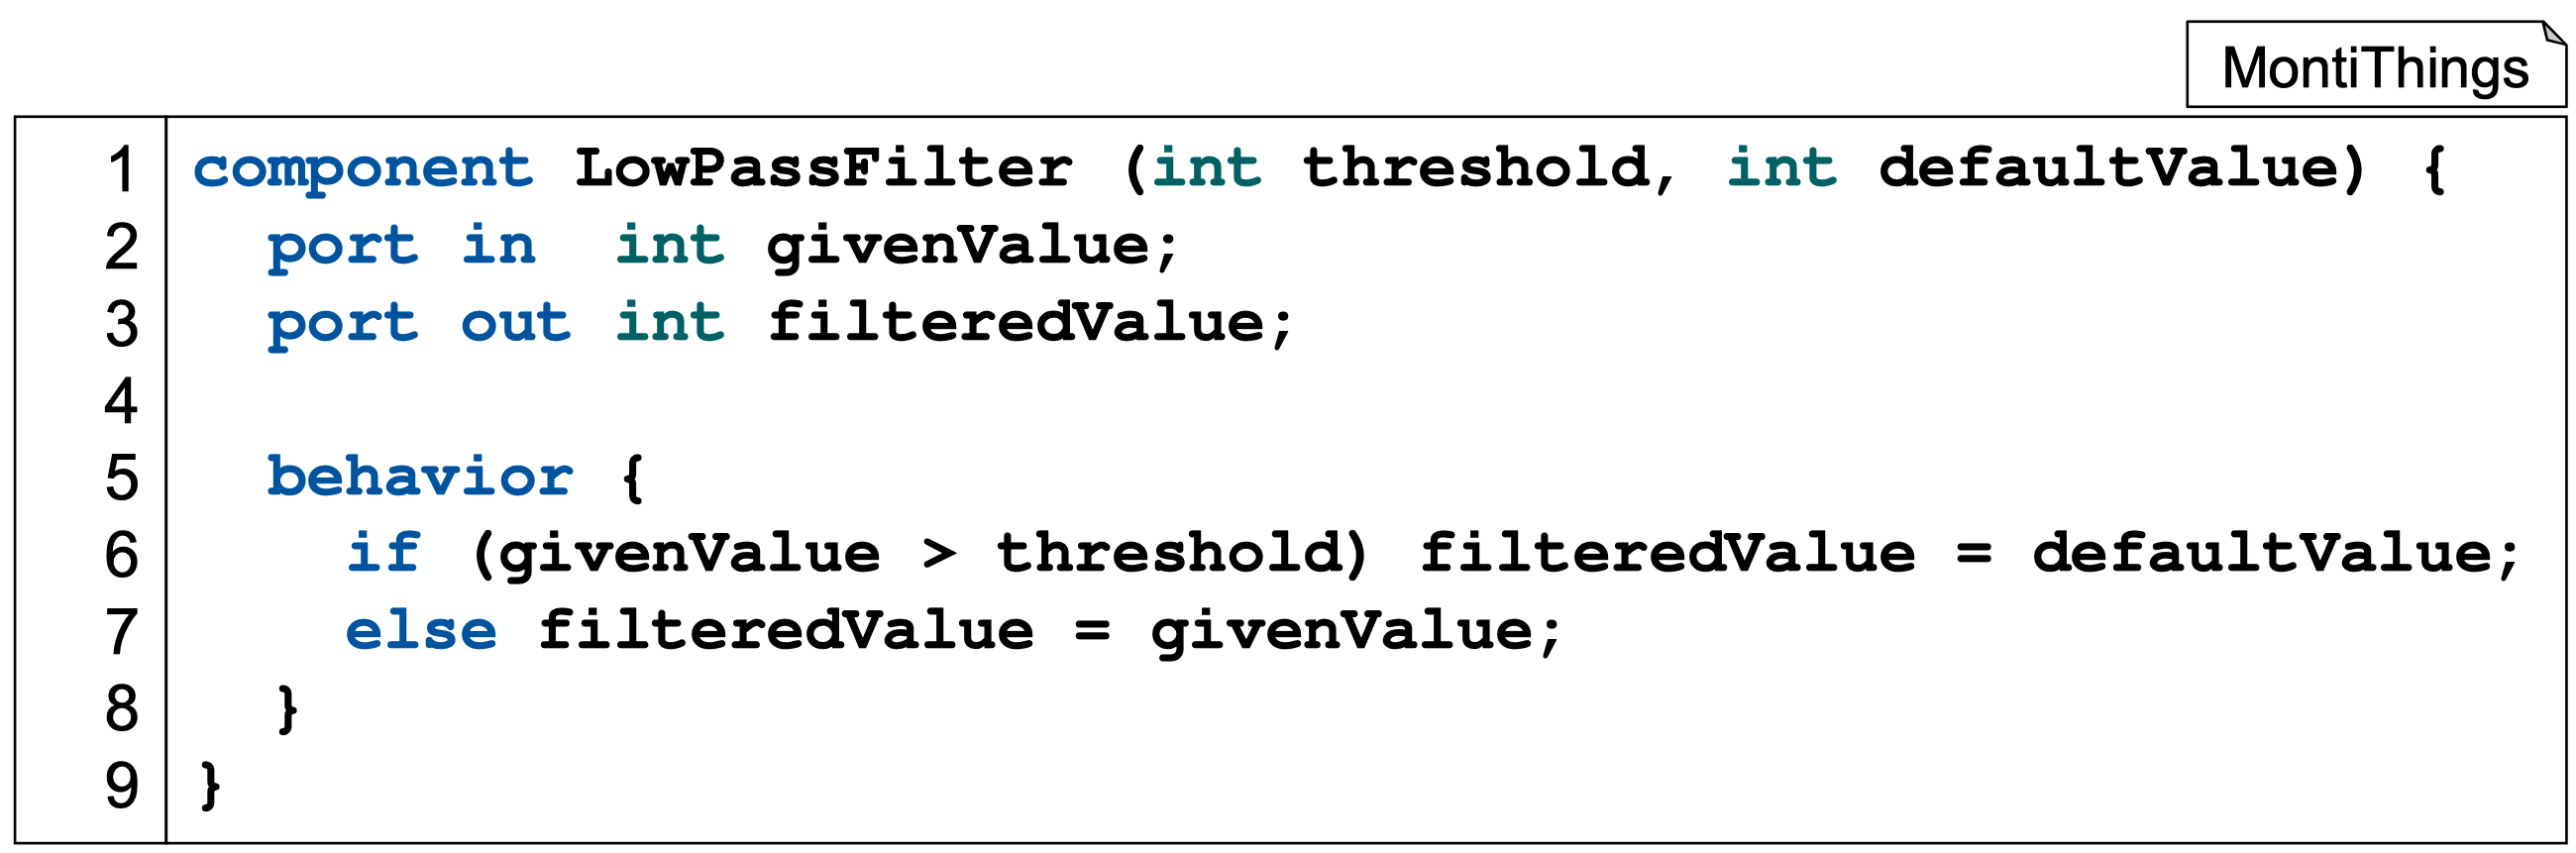 MontiThings
1 component LowPassFilter (int threshold, int defaultValue) {
2   port in  int givenValue;
3   port out int filteredValue;
4
5   behavior {
6     if (givenValue > threshold) filteredValue = defaultValue;
7     else filteredValue = givenValue;
8   }
9 }